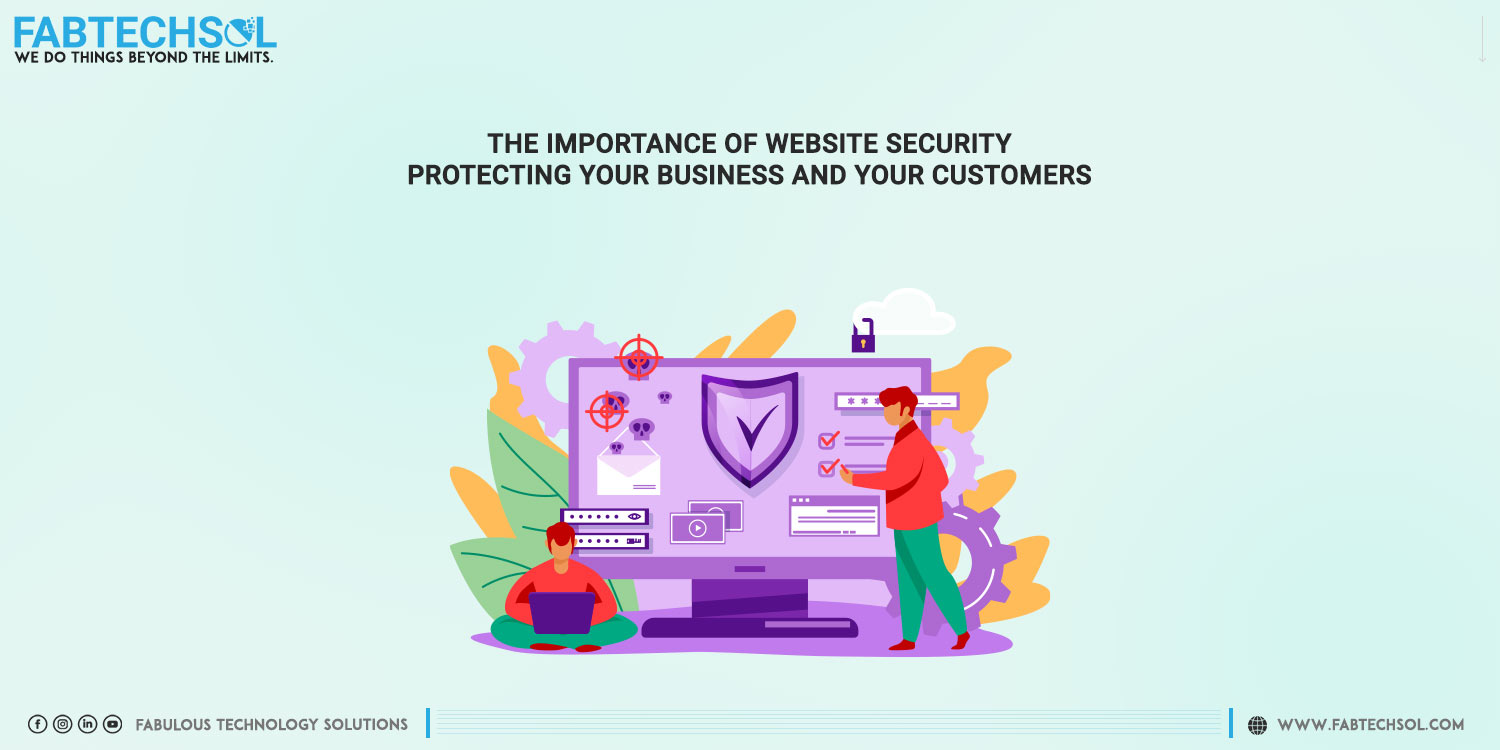 FABTECHSOL
WE DO THINGS BEYOND THE LIMITS.
THE IMPORTANCE OF WEBSITE SECURITY
PROTECTING YOUR BUSINESS AND YOUR CUSTOMERS
FABULOUS TECHNOLOGY SOLUTIONS
WWW.FABTECHSOL.COM